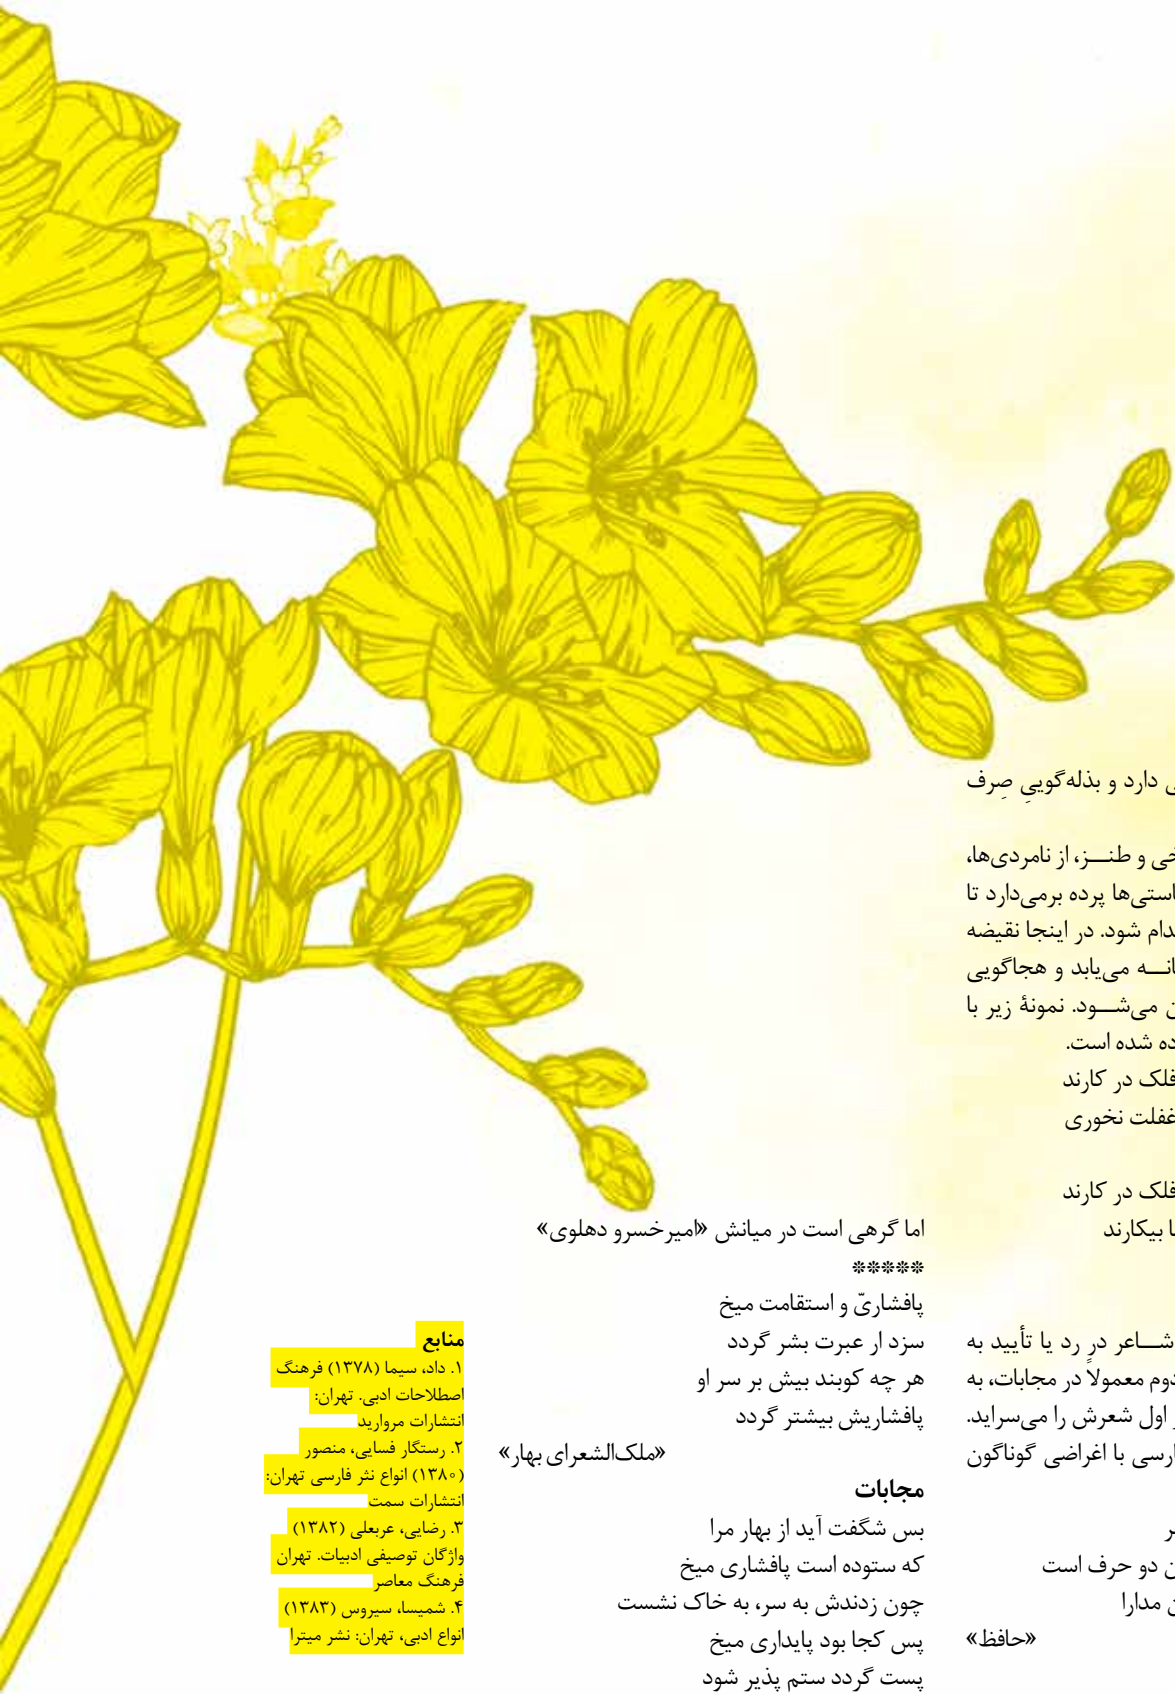 ی دارد و بذله‌گوییِ صِرف
خی و طنــز، از نامردی‌ها،
استی‌ها پرده برمی‌دارد تا
دام شود. در اینجا نقیضه
انــه می‌یابد و هجاگویی
ن می‌شــود. نمونهٔ زیر با
ده شده است.
فلک در کارند
غفلت نخوری
فلک در کارند
ا بیکارند
شــاعر در رد یا تأیید به
دوم معمولاً در مجابات، به
ر اول شعرش را می‌سراید.
ارسی با اغراضی گوناگون
ر
ن دو حرف است
ن مدارا
«حافظ»
اما گرهی است در میانش «امیرخسرو دهلوی»
*****
پافشاریّ و استقامت میخ
سزد ار عبرت بشر گردد
هر چه کوبند بیش بر سر او
پافشاریش بیشتر گردد
«ملک‌الشعرای بهار»
مجابات
بس شگفت آید از بهار مرا
که ستوده است پافشاری میخ
چون زدندش به سر، به خاک نشست
پس کجا بود پایداری میخ
پست گردد ستم پذیر شود
منابع
۱. داد، سیما (۱۳۷۸) فرهنگ
اصطلاحات ادبی. تهران:
انتشارات مروارید
۲. رستگار فسایی، منصور
(۱۳۸۰) انواع نثر فارسی تهران:
انتشارات سمت
۳. رضایی، عربعلی (۱۳۸۲)
واژگان توصیفی ادبیات. تهران
فرهنگ معاصر
۴. شمیسا، سیروس (۱۳۸۳)
انواع ادبی، تهران: نشر میترا